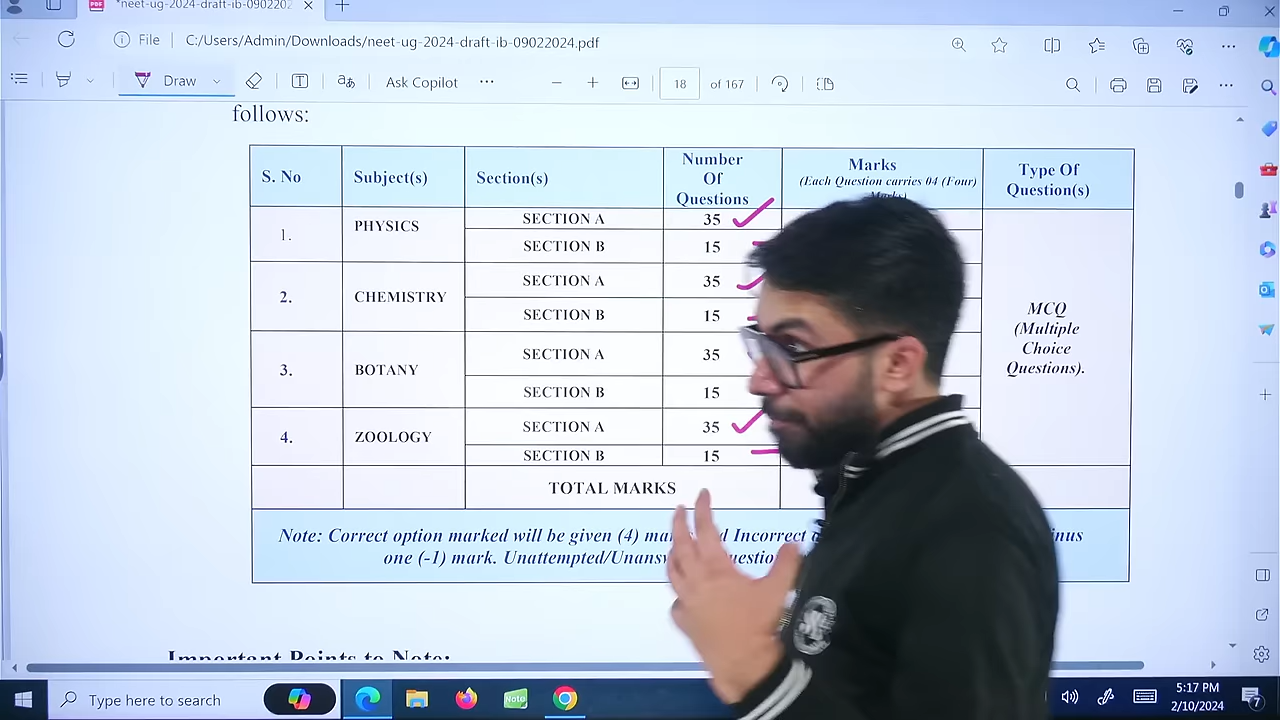 *neet-ug-2024-draft-ib-0902202
File
C:/Users/Admin/Downloads/neet-ug-2024-draft-ib-09022024.pdf
Draw
Ask Copilot
18 of 167
follows:
S. No Subject(s) Section(s) Number Of Questions Marks (Each Question carries 04 (Four) Marks) Type Of Question(s)
1. PHYSICS SECTION A 35
SECTION B 15
2. CHEMISTRY SECTION A 35
SECTION B 15
MCQ (Multiple Choice Questions).
3. BOTANY SECTION A 35
SECTION B 15
4. ZOOLOGY SECTION A 35
SECTION B 15
TOTAL MARKS
Note: Correct option marked will be given (4) Incorrect
one (-1) mark. Unattempted/
Important Points to Note:
Type here to search
5:17 PM
2/10/2024
7